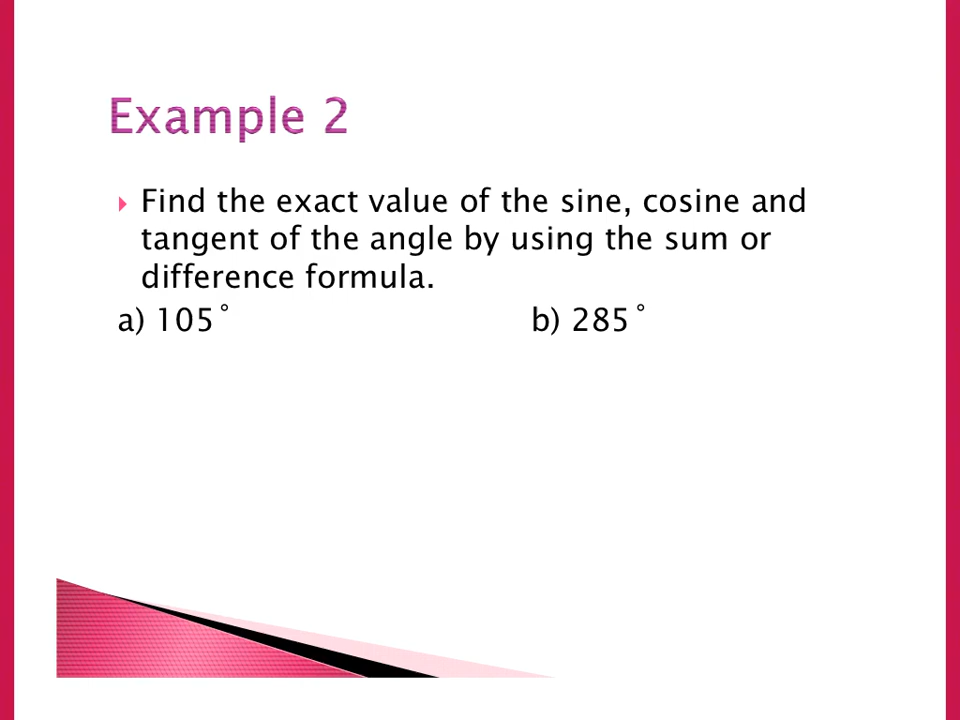 Example 2
Find the exact value of the sine, cosine and
tangent of the angle by using the sum or
difference formula.
a) 105˚ b) 285˚